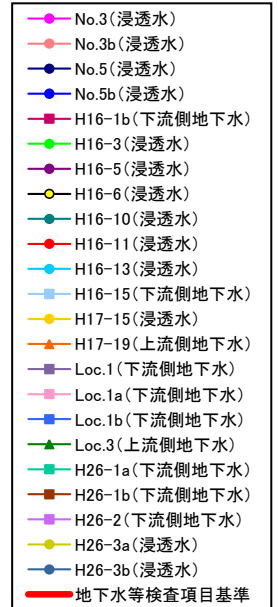 No.3(浸透水)
No.3b(浸透水)
No.5(浸透水)
No.5b(浸透水)
H16-1b(下流側地下水)
H16-3(浸透水)
H16-5(浸透水)
H16-6(浸透水)
H16-10(浸透水)
H16-11(浸透水)
H16-13(浸透水)
H16-15(下流側地下水)
H17-15(浸透水)
H17-19(上流側地下水)
Loc.1(下流側地下水)
Loc.1a(下流側地下水)
Loc.1b(下流側地下水)
Loc.3(上流側地下水)
H26-1a(下流側地下水)
H26-1b(下流側地下水)
H26-2(下流側地下水)
H26-3a(浸透水)
H26-3b(浸透水)
地下水等検査項目基準